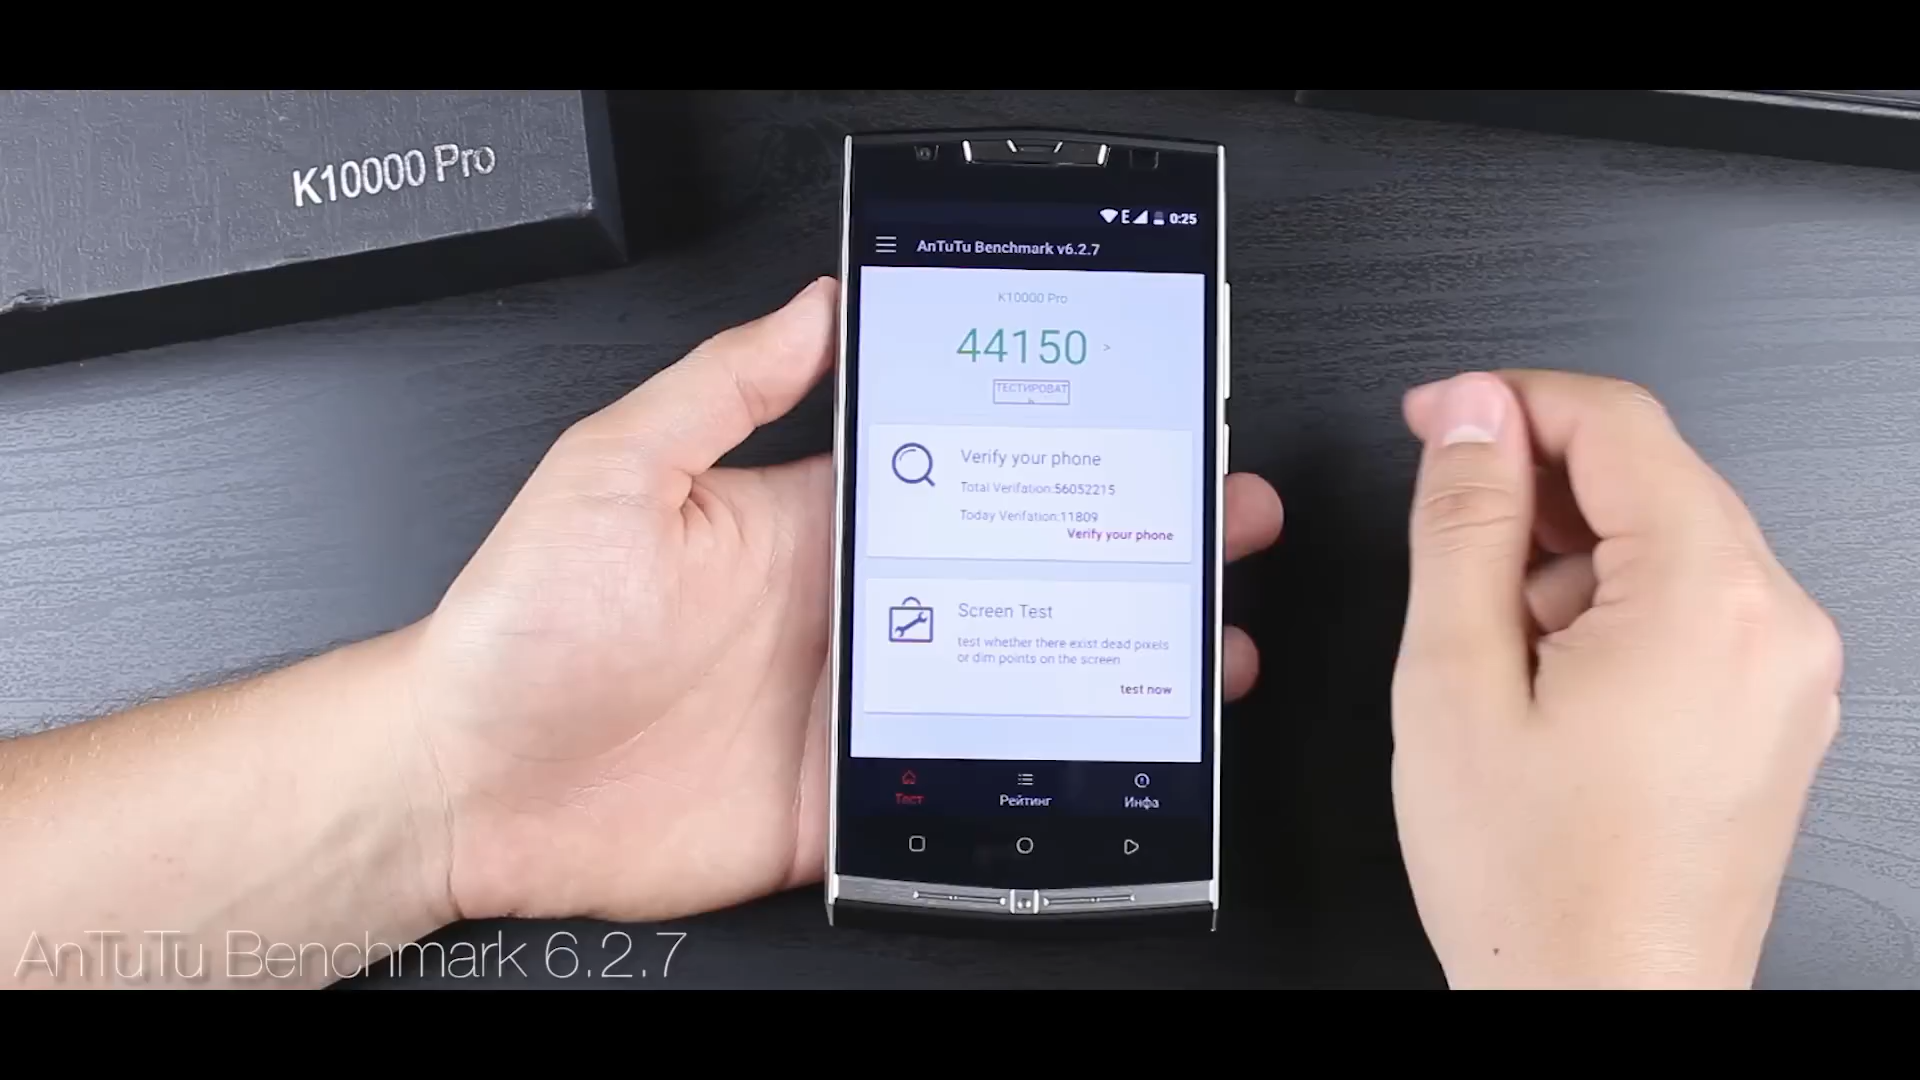 K10000 Pro
E 0:25
AnTuTu Benchmark v6.2.7
K10000 Pro
44150 >
ТЕСТИРОВАТ
Ь
Verify your phone
Total Verifation:56052215
Today Verifation:11809
Verify your phone
Screen Test
test whether there exist dead pixels
or dim points on the screen
test now
Тест
Рейтинг
Инфа
AnTuTu Benchmark 6.2.7